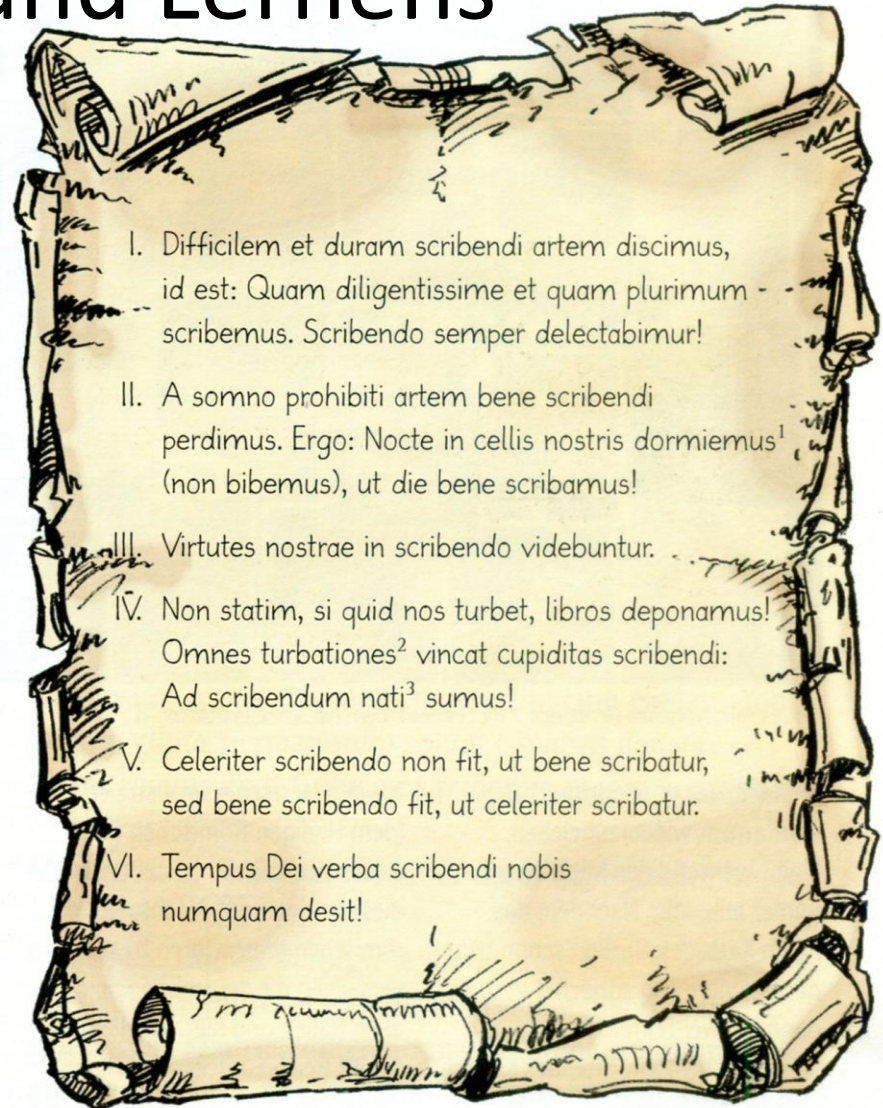 und Lernens
I. Difficilem et duram scribendi artem discimus,
id est: Quam diligentissime et quam plurimum
scribemus. Scribendo semper delectabimur!
II. A somno prohibiti artem bene scribendi
perdimus. Ergo: Nocte in cellis nostris dormiemus¹
(non bibemus), ut die bene scribamus!
III. Virtutes nostrae in scribendo videbuntur.
IV. Non statim, si quid nos turbet, libros deponamus!
Omnes turbationes² vincat cupiditas scribendi:
Ad scribendum nati³ sumus!
V. Celeriter scribendo non fit, ut bene scribatur,
sed bene scribendo fit, ut celeriter scribatur.
VI. Tempus Dei verba scribendi nobis
numquam desit!